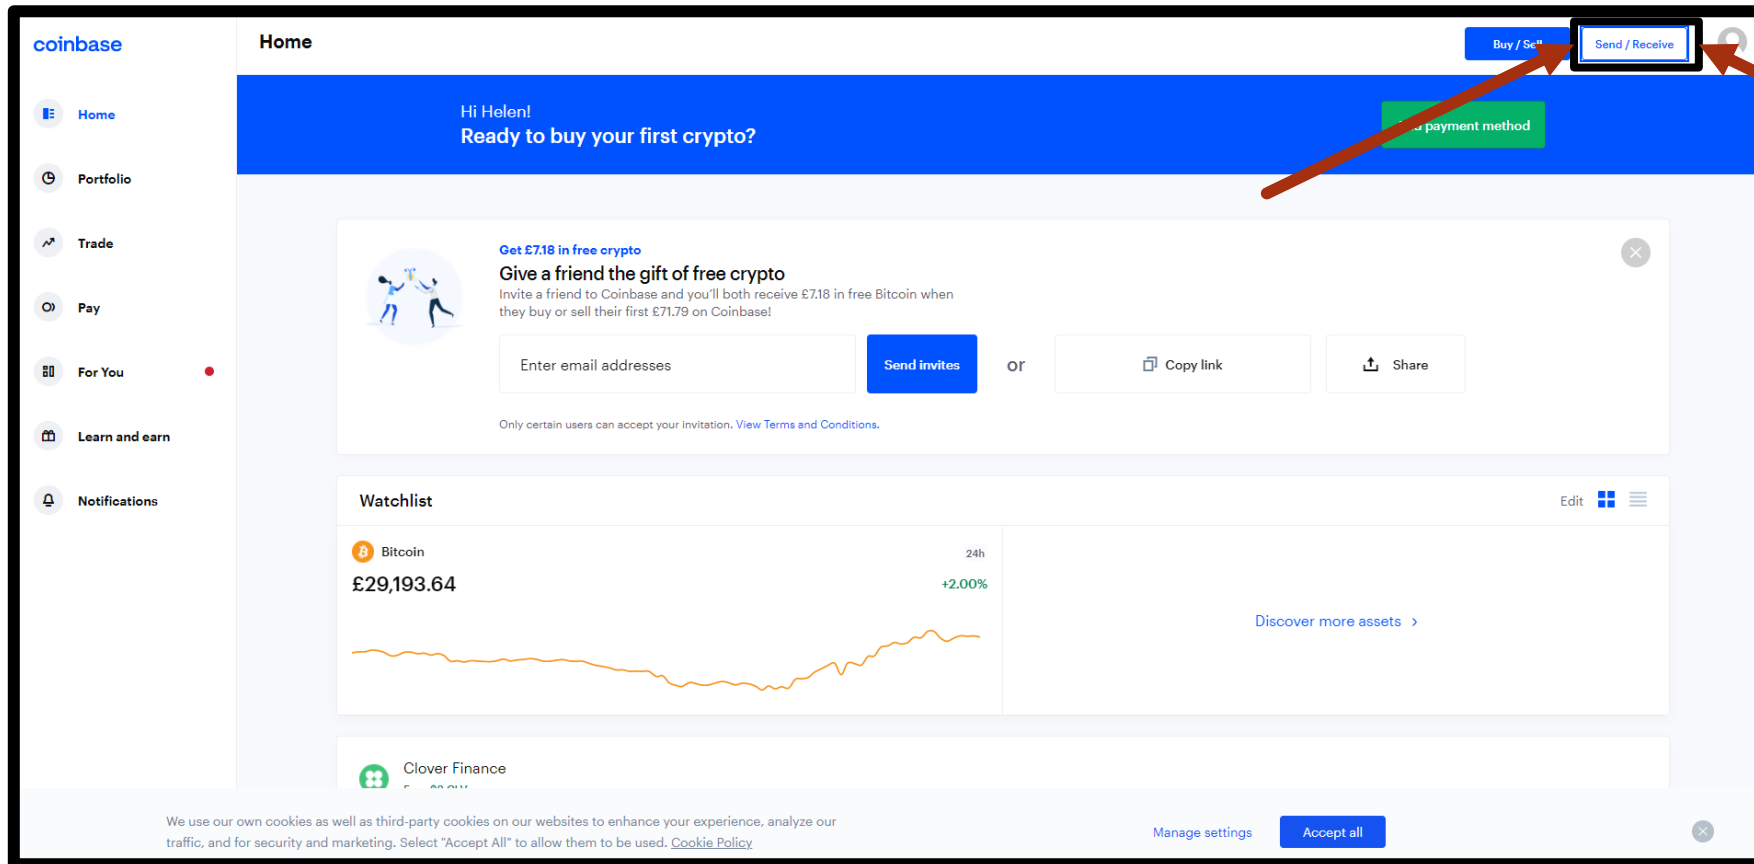 coinbase
Home
Buy / Sell
Send / Receive
Home
Portfolio
Trade
Pay
For You
Learn and earn
Notifications
Hi Helen!
Ready to buy your first crypto?
payment method
Get £7.18 in free crypto
Give a friend the gift of free crypto
Invite a friend to Coinbase and you'll both receive £7.18 in free Bitcoin when
they buy or sell their first £71.79 on Coinbase!
Enter email addresses
Send invites
or
Copy link
Share
Only certain users can accept your invitation. View Terms and Conditions.
Watchlist
Edit
Bitcoin
24h
£29,193.64
+2.00%
Discover more assets >
Clover Finance
We use our own cookies as well as third-party cookies on our websites to enhance your experience, analyze our
traffic, and for security and marketing. Select "Accept All" to allow them to be used. Cookie Policy
Manage settings
Accept all